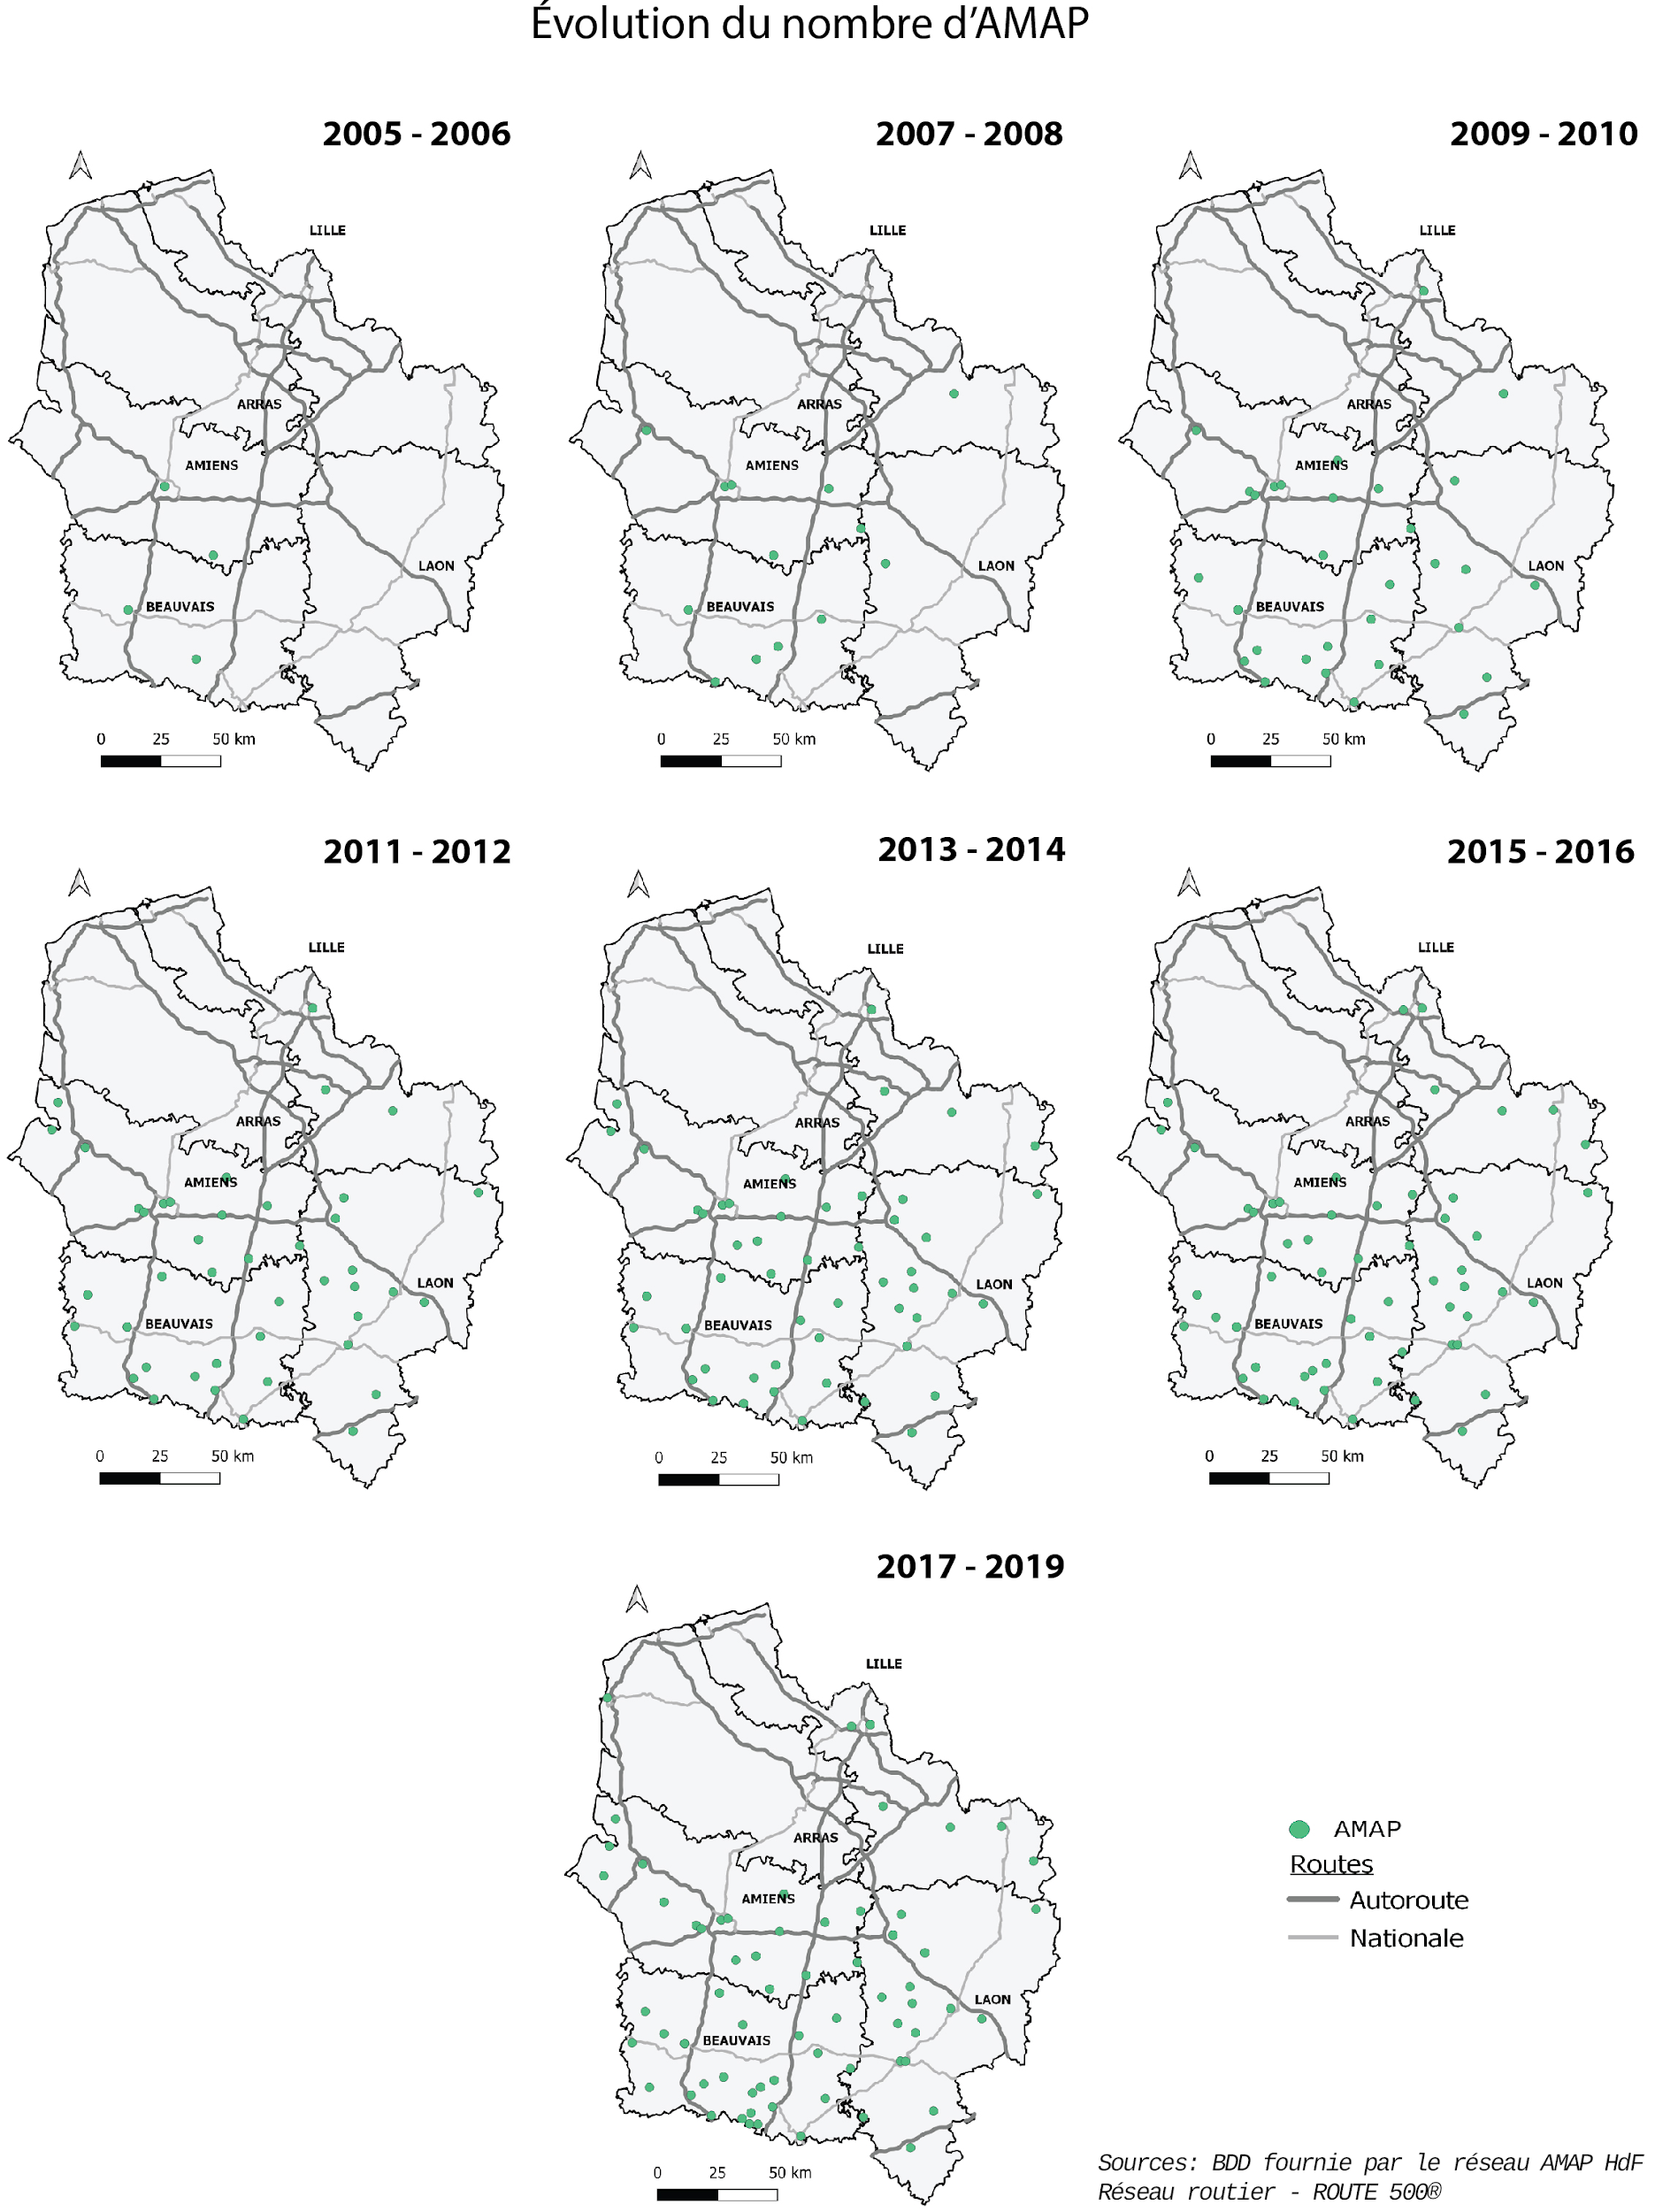 Évolution du nombre d’AMAP
2005 - 2006
2007 - 2008
2009 - 2010
LILLE
LILLE
LILLE
ARRAS
ARRAS
ARRAS
AMIENS
AMIENS
AMIENS
LAON
LAON
LAON
BEAUVAIS
BEAUVAIS
BEAUVAIS
0 25 50 km
0 25 50 km
0 25 50 km
2011 - 2012
2013 - 2014
2015 - 2016
LILLE
LILLE
LILLE
ARRAS
ARRAS
ARRAS
AMIENS
AMIENS
AMIENS
LAON
LAON
LAON
BEAUVAIS
BEAUVAIS
BEAUVAIS
0 25 50 km
0 25 50 km
0 25 50 km
2017 - 2019
LILLE
ARRAS
AMIENS
LAON
BEAUVAIS
0 25 50 km
AMAP
Routes
Autoroute
Nationale
Sources: BDD fournie par le réseau AMAP HdF
Réseau routier - ROUTE 500®